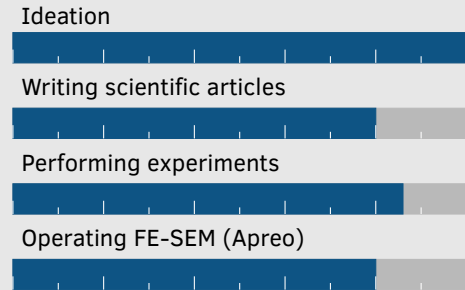 Ideation
Writing scientific articles
Performing experiments
Operating FE-SEM (Apreo)